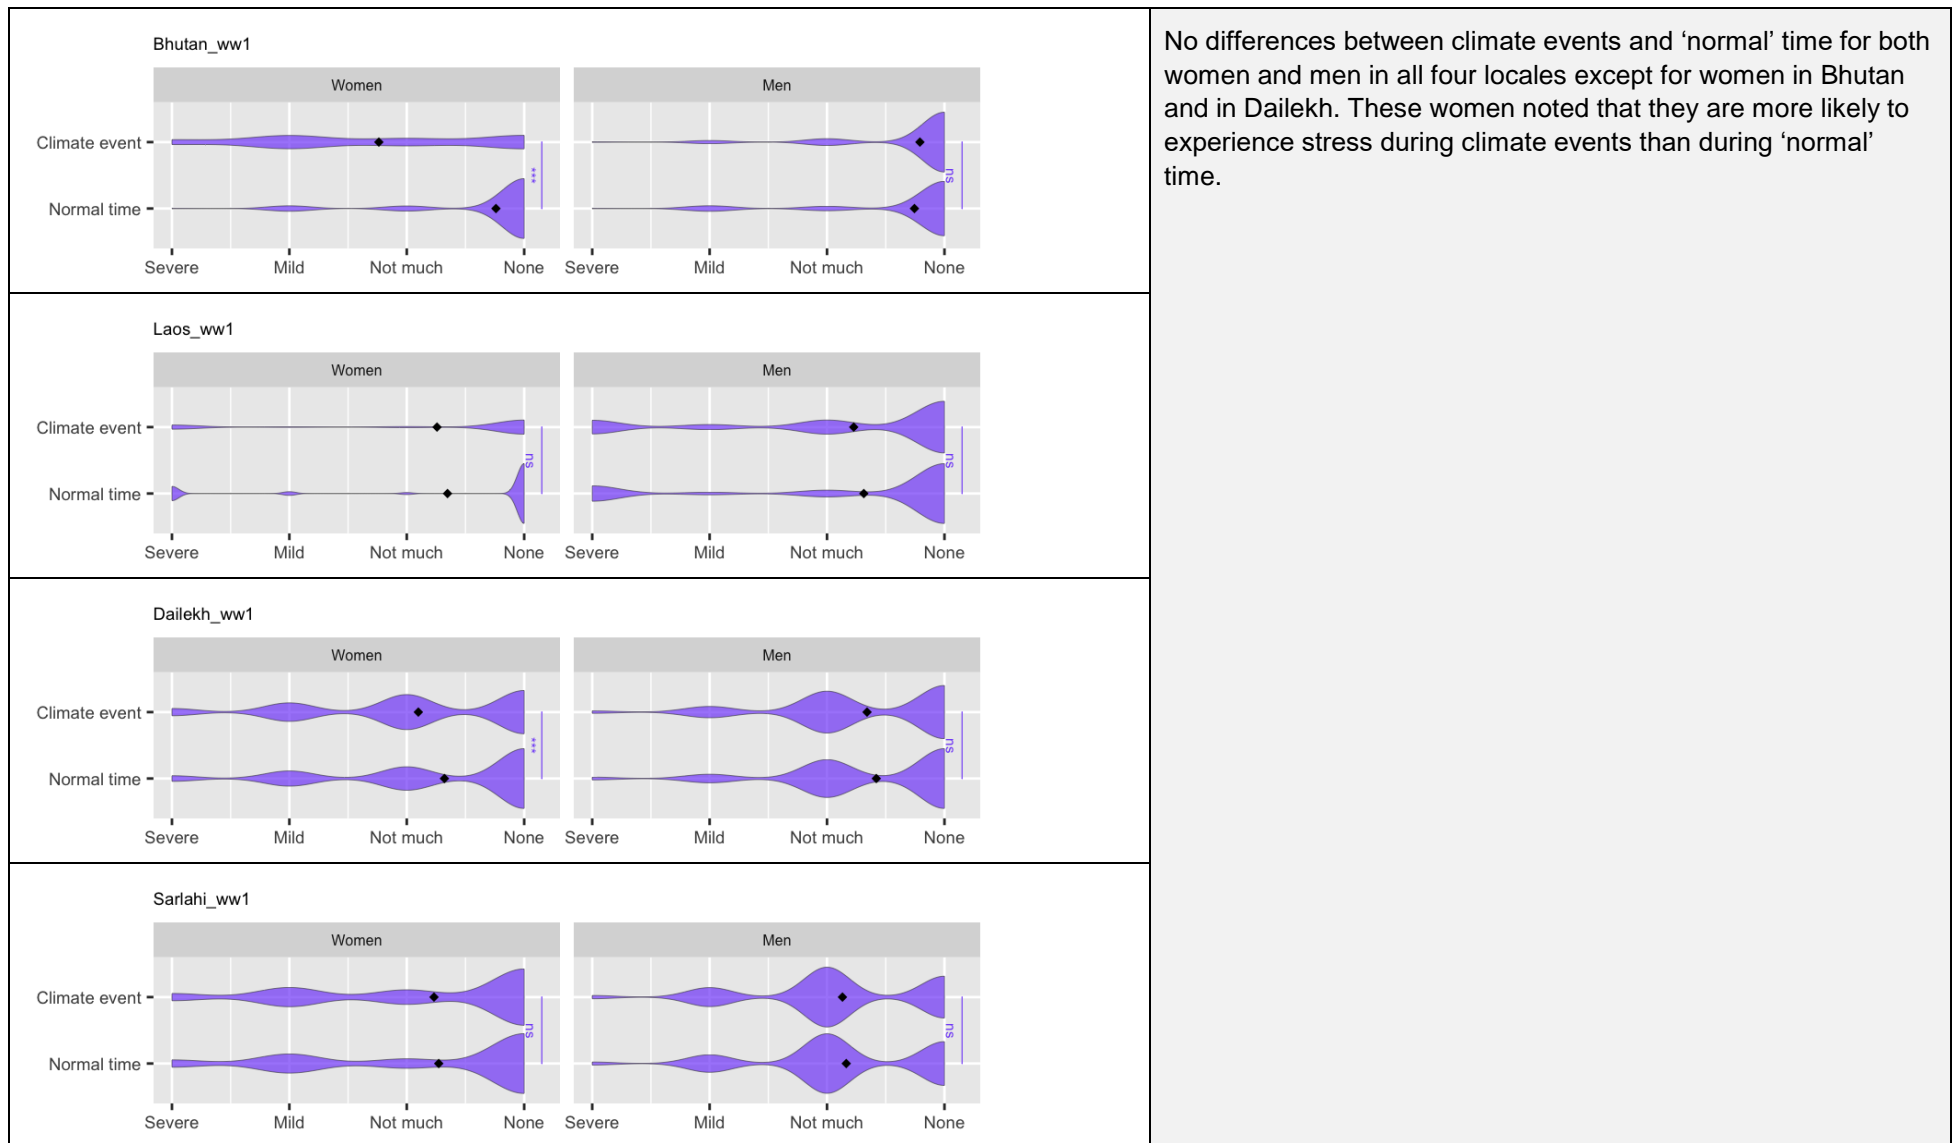 Bhutan_ww1
Women
Men
Climate event
***
ns
Normal time
Severe Mild Not much None Severe Mild Not much None
Laos_ww1
Women
Men
Climate event
ns
ns
Normal time
Severe Mild Not much None Severe Mild Not much None
Dailekh_ww1
Women
Men
Climate event
***
ns
Normal time
Severe Mild Not much None Severe Mild Not much None
Sarlahi_ww1
Women
Men
Climate event
ns
ns
Normal time
Severe Mild Not much None Severe Mild Not much None
No differences between climate events and ‘normal’ time for both
women and men in all four locales except for women in Bhutan
and in Dailekh. These women noted that they are more likely to
experience stress during climate events than during ‘normal’
time.